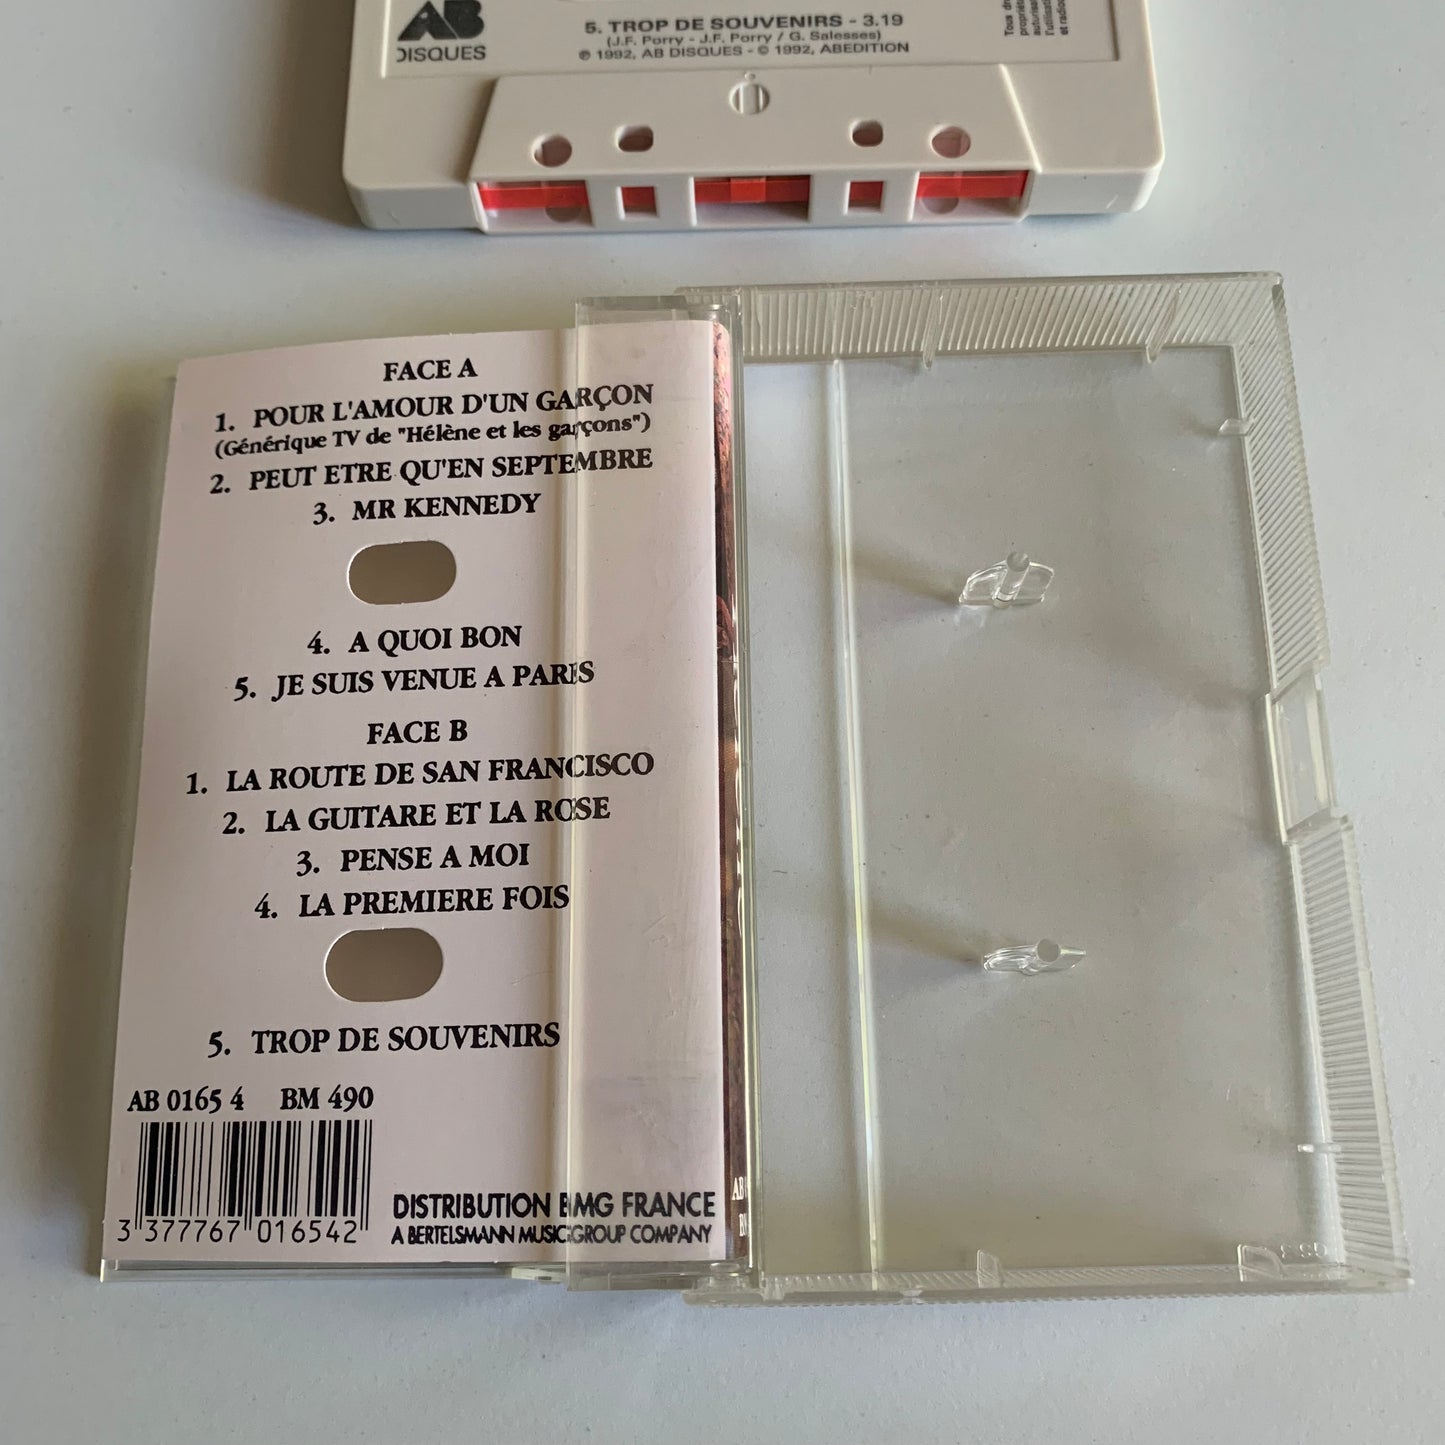 AB
DISQUES
5. TROP DE SOUVENIRS - 3.19
(J.F. Porry - J.F. Porry / G. Salesses)
℗ 1992, AB DISQUES - © 1992, ABEDITION
FACE A
1. POUR L'AMOUR D'UN GARÇON
(Générique TV de "Hélène et les garçons")
2. PEUT ETRE QU'EN SEPTEMBRE
3. MR KENNEDY
4. A QUOI BON
5. JE SUIS VENUE A PARIS
FACE B
1. LA ROUTE DE SAN FRANCISCO
2. LA GUITARE ET LA ROSE
3. PENSE A MOI
4. LA PREMIERE FOIS
5. TROP DE SOUVENIRS
AB 0165 4 BM 490
3 377767 016542
DISTRIBUTION BMG FRANCE
A BERTELSMANN MUSIC GROUP COMPANY